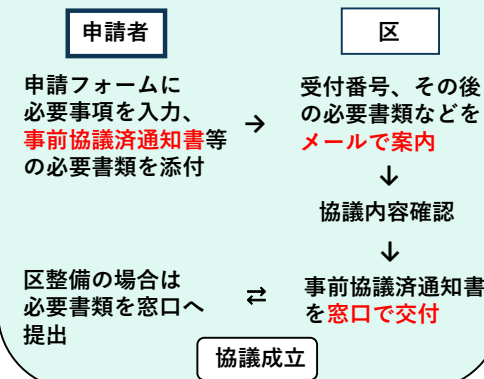 申請者
申請フォームに
必要事項を入力、
事前協議済通知書等
の必要書類を添付
→
区
受付番号、その後
の必要書類などを
メールで案内
↓
協議内容確認
↓
事前協議済通知書
を窓口で交付
⇄
区整備の場合は
必要書類を窓口へ
提出
協議成立